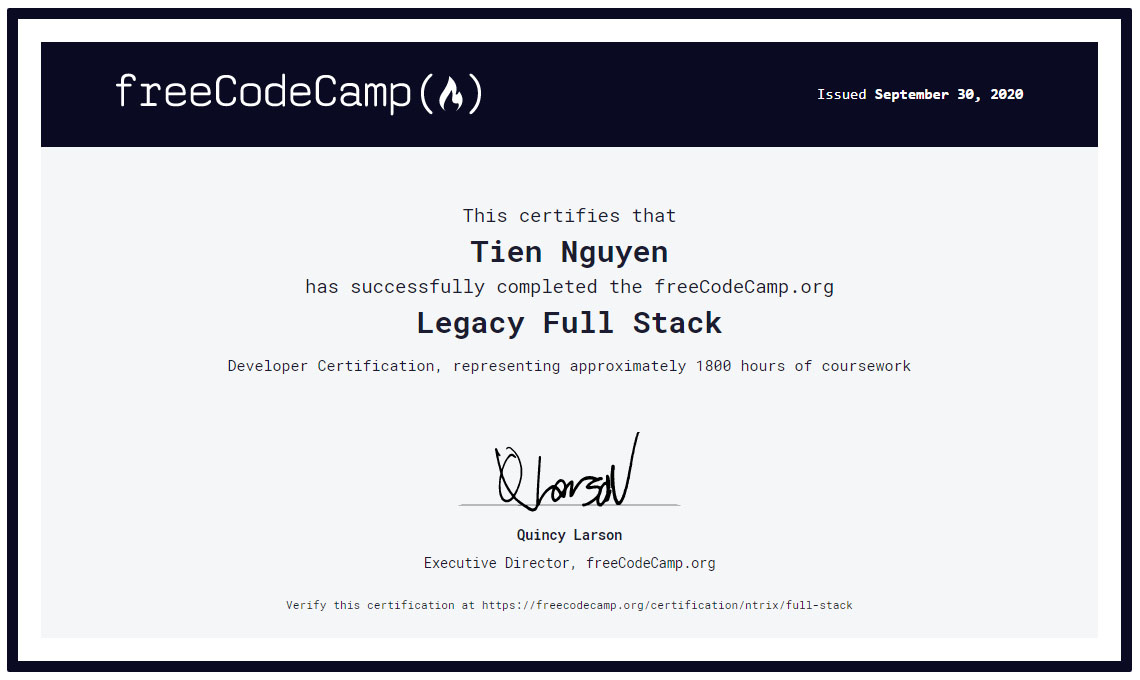 freeCodeCamp(🔥)
Issued September 30, 2020
This certifies that
Tien Nguyen
has successfully completed the freeCodeCamp.org
Legacy Full Stack
Developer Certification, representing approximately 1800 hours of coursework
Q Larson
Quincy Larson
Executive Director, freeCodeCamp.org
Verify this certification at https://freecodecamp.org/certification/ntrix/full-stack